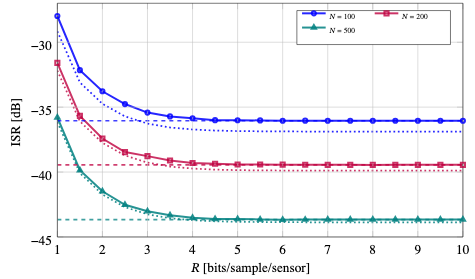 N = 100
N = 200
N = 500
ISR [dB]
−30
−35
−40
−45
1 2 3 4 5 6 7 8 9 10
R [bits/sample/sensor]